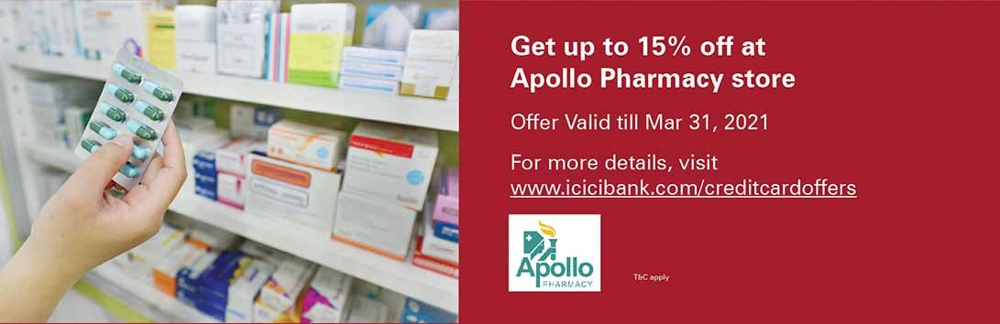 Get up to 15% off at
Apollo Pharmacy store
Offer Valid till Mar 31, 2021
For more details, visit
www.icicibank.com/creditcardoffers
Apollo
PHARMACY
T&C apply